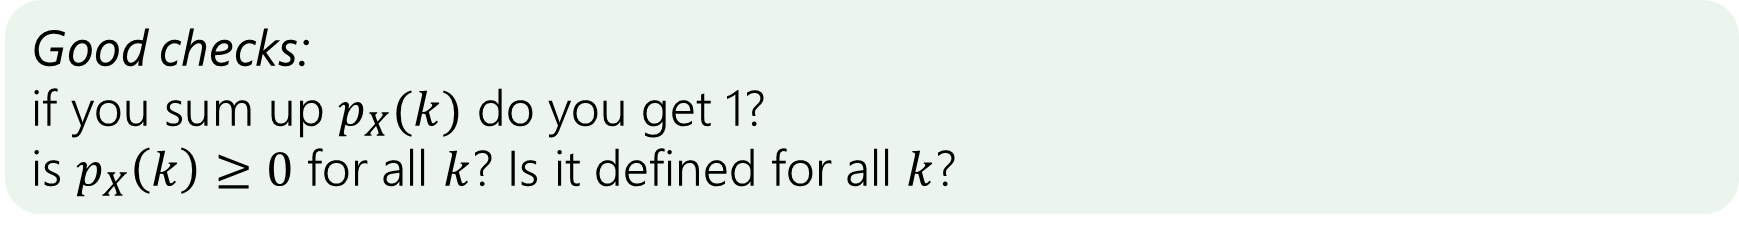 Good checks:
if you sum up p_X(k) do you get 1?
is p_X(k) ≥ 0 for all k? Is it defined for all k?